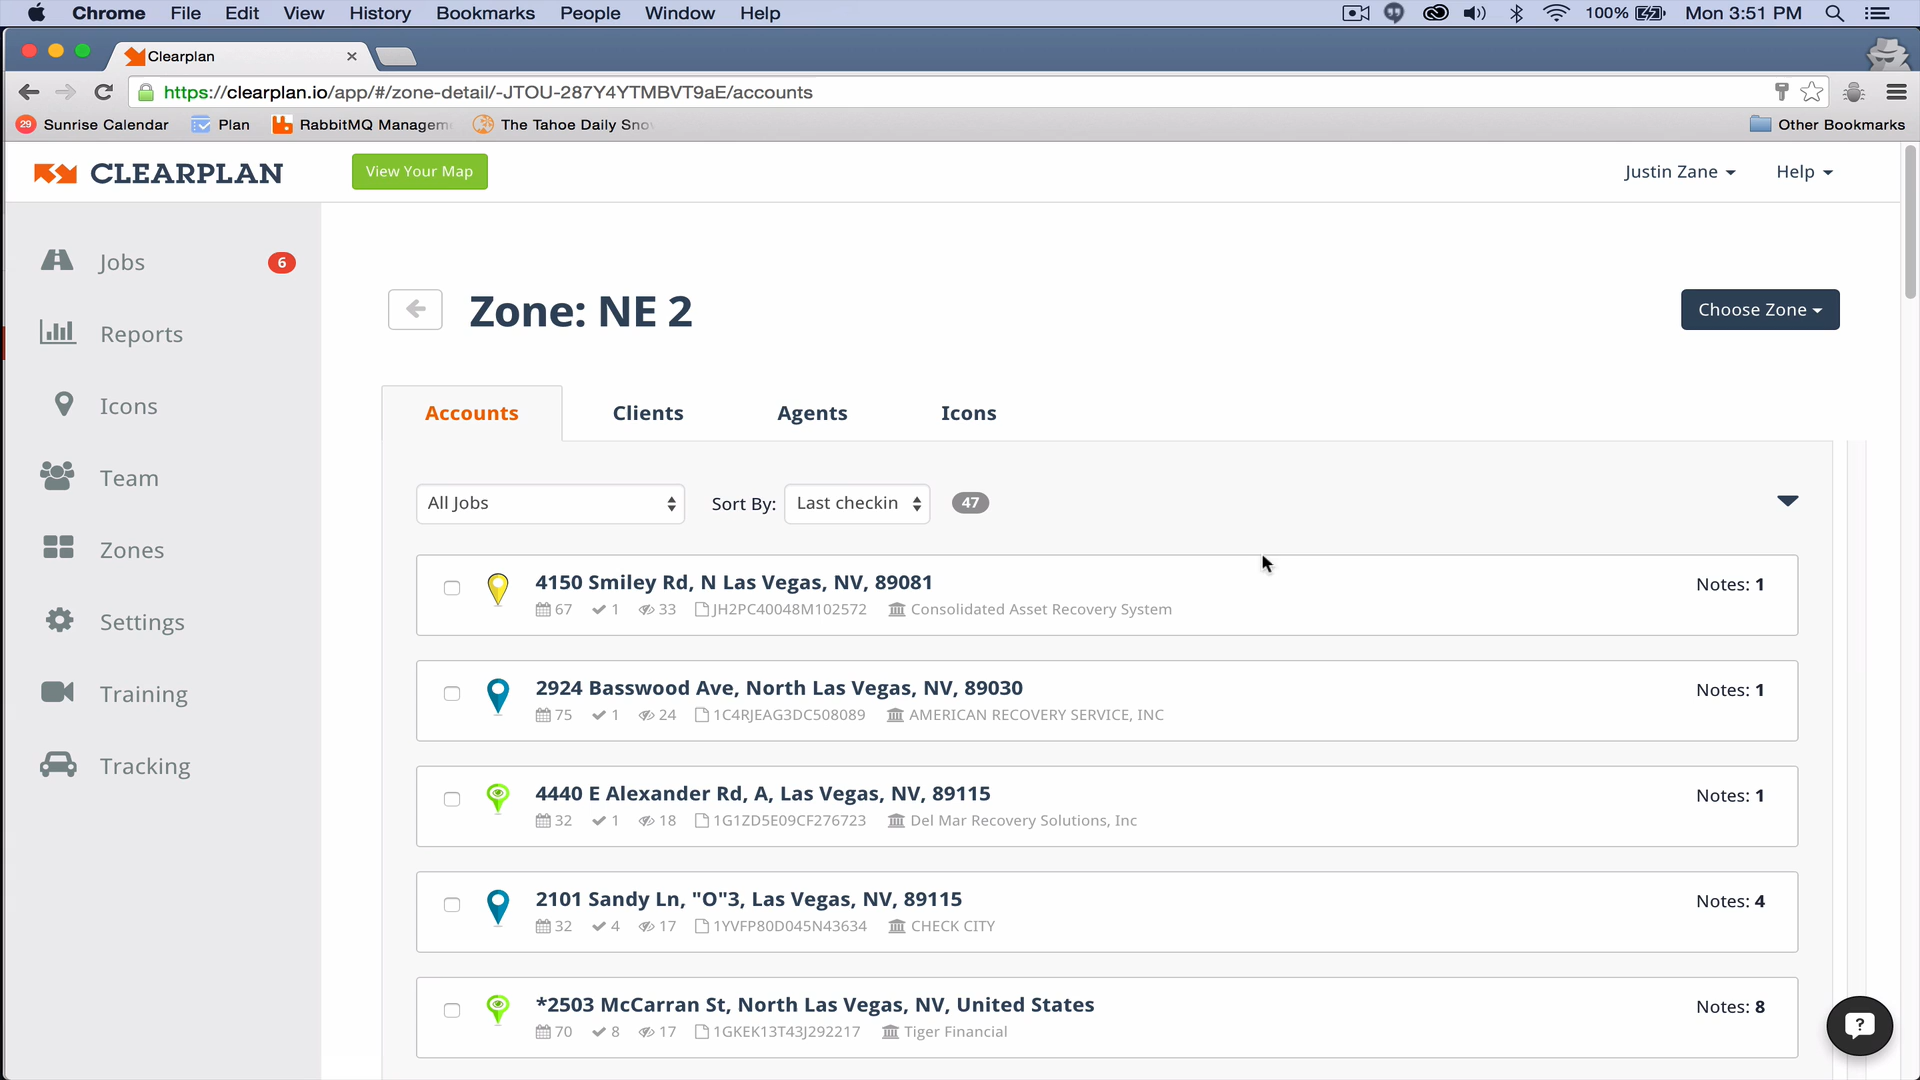 Chrome File Edit View History Bookmarks People Window Help 100% Mon 3:51 PM
Clearplan
https://clearplan.io/app/#/zone-detail/-JTOU-287Y4YTMBVT9aE/accounts
29 Sunrise Calendar Plan RabbitMQ Managem The Tahoe Daily Sno Other Bookmarks
CLEARPLAN View Your Map Justin Zane Help
Jobs 6
Reports
Icons
Team
Zones
Settings
Training
Tracking
Zone: NE 2 Choose Zone
Accounts Clients Agents Icons
All Jobs Sort By: Last checkin 47
4150 Smiley Rd, N Las Vegas, NV, 89081 Notes: 1
67 1 33 JH2PC40048M102572 Consolidated Asset Recovery System
2924 Basswood Ave, North Las Vegas, NV, 89030 Notes: 1
75 1 24 1C4RJEAG3DC508089 AMERICAN RECOVERY SERVICE, INC
4440 E Alexander Rd, A, Las Vegas, NV, 89115 Notes: 1
32 1 18 1G1ZD5E09CF276723 Del Mar Recovery Solutions, Inc
2101 Sandy Ln, "O"3, Las Vegas, NV, 89115 Notes: 4
32 4 17 1YVFP80D045N43634 CHECK CITY
*2503 McCarran St, North Las Vegas, NV, United States Notes: 8
70 8 17 1GKEK13T43J292217 Tiger Financial